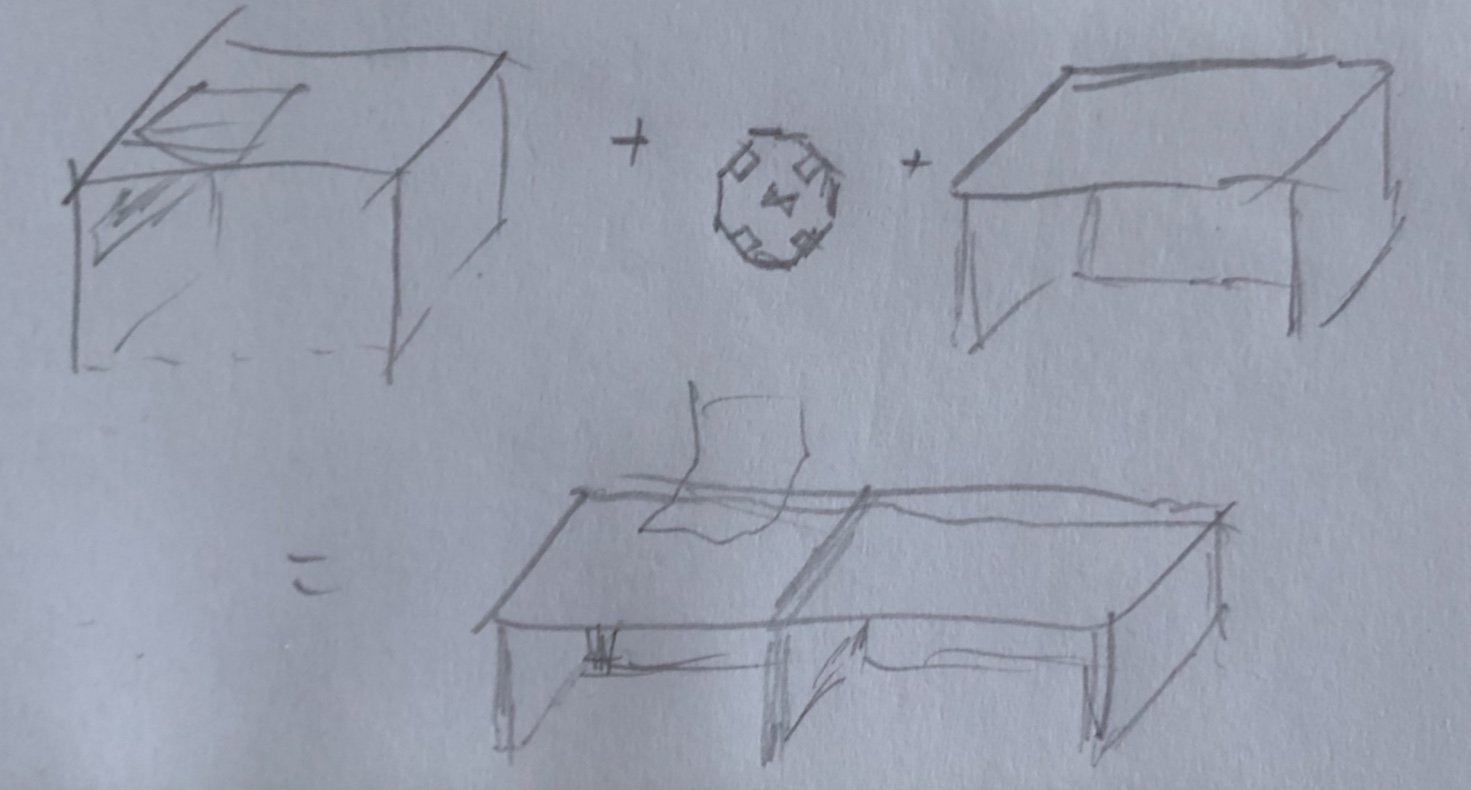 + +
=